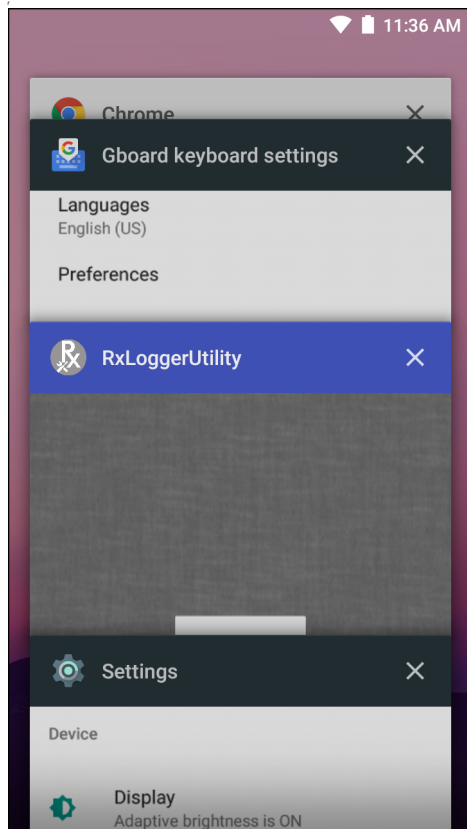 11:36 AM
Chrome
Gboard keyboard settings
Languages
English (US)
Preferences
RxLoggerUtility
Settings
Device
Display
Adaptive brightness is ON